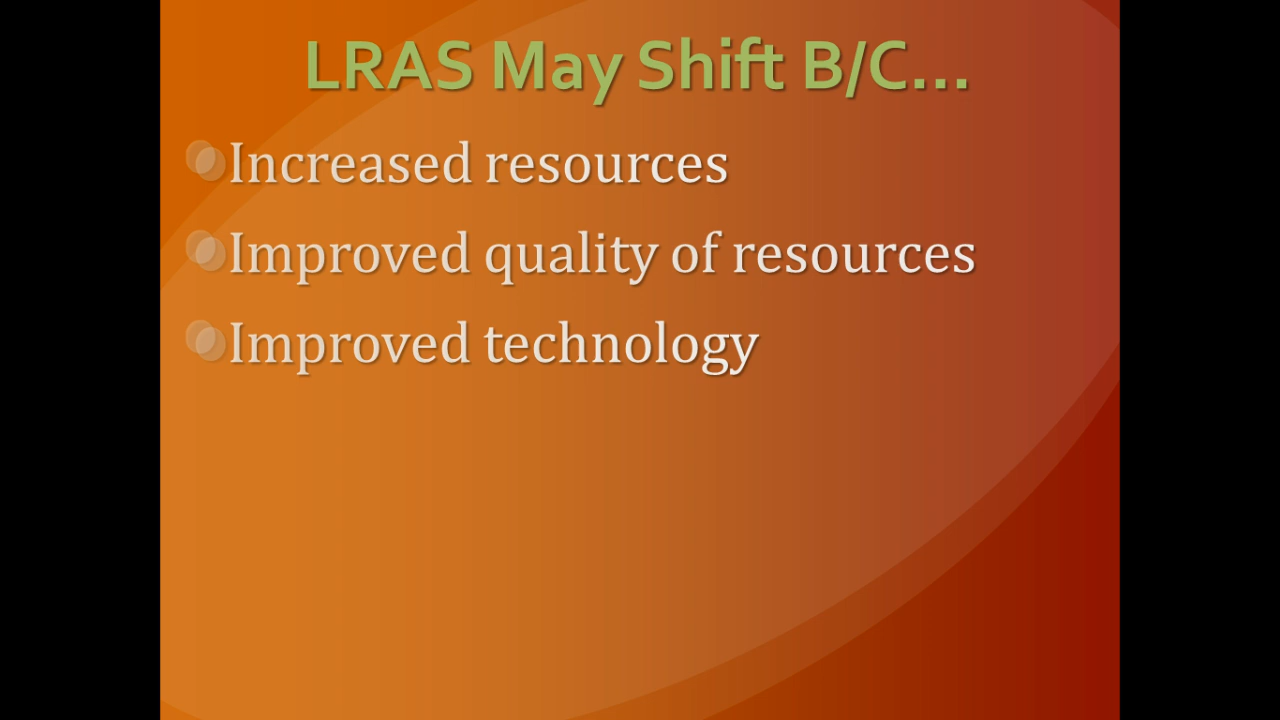 LRAS May Shift B/C...
Increased resources
Improved quality of resources
Improved technology